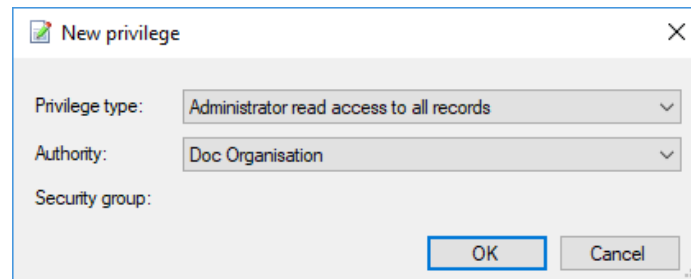 New privilege
Privilege type: Administrator read access to all records
Authority: Doc Organisation
Security group:
OK Cancel